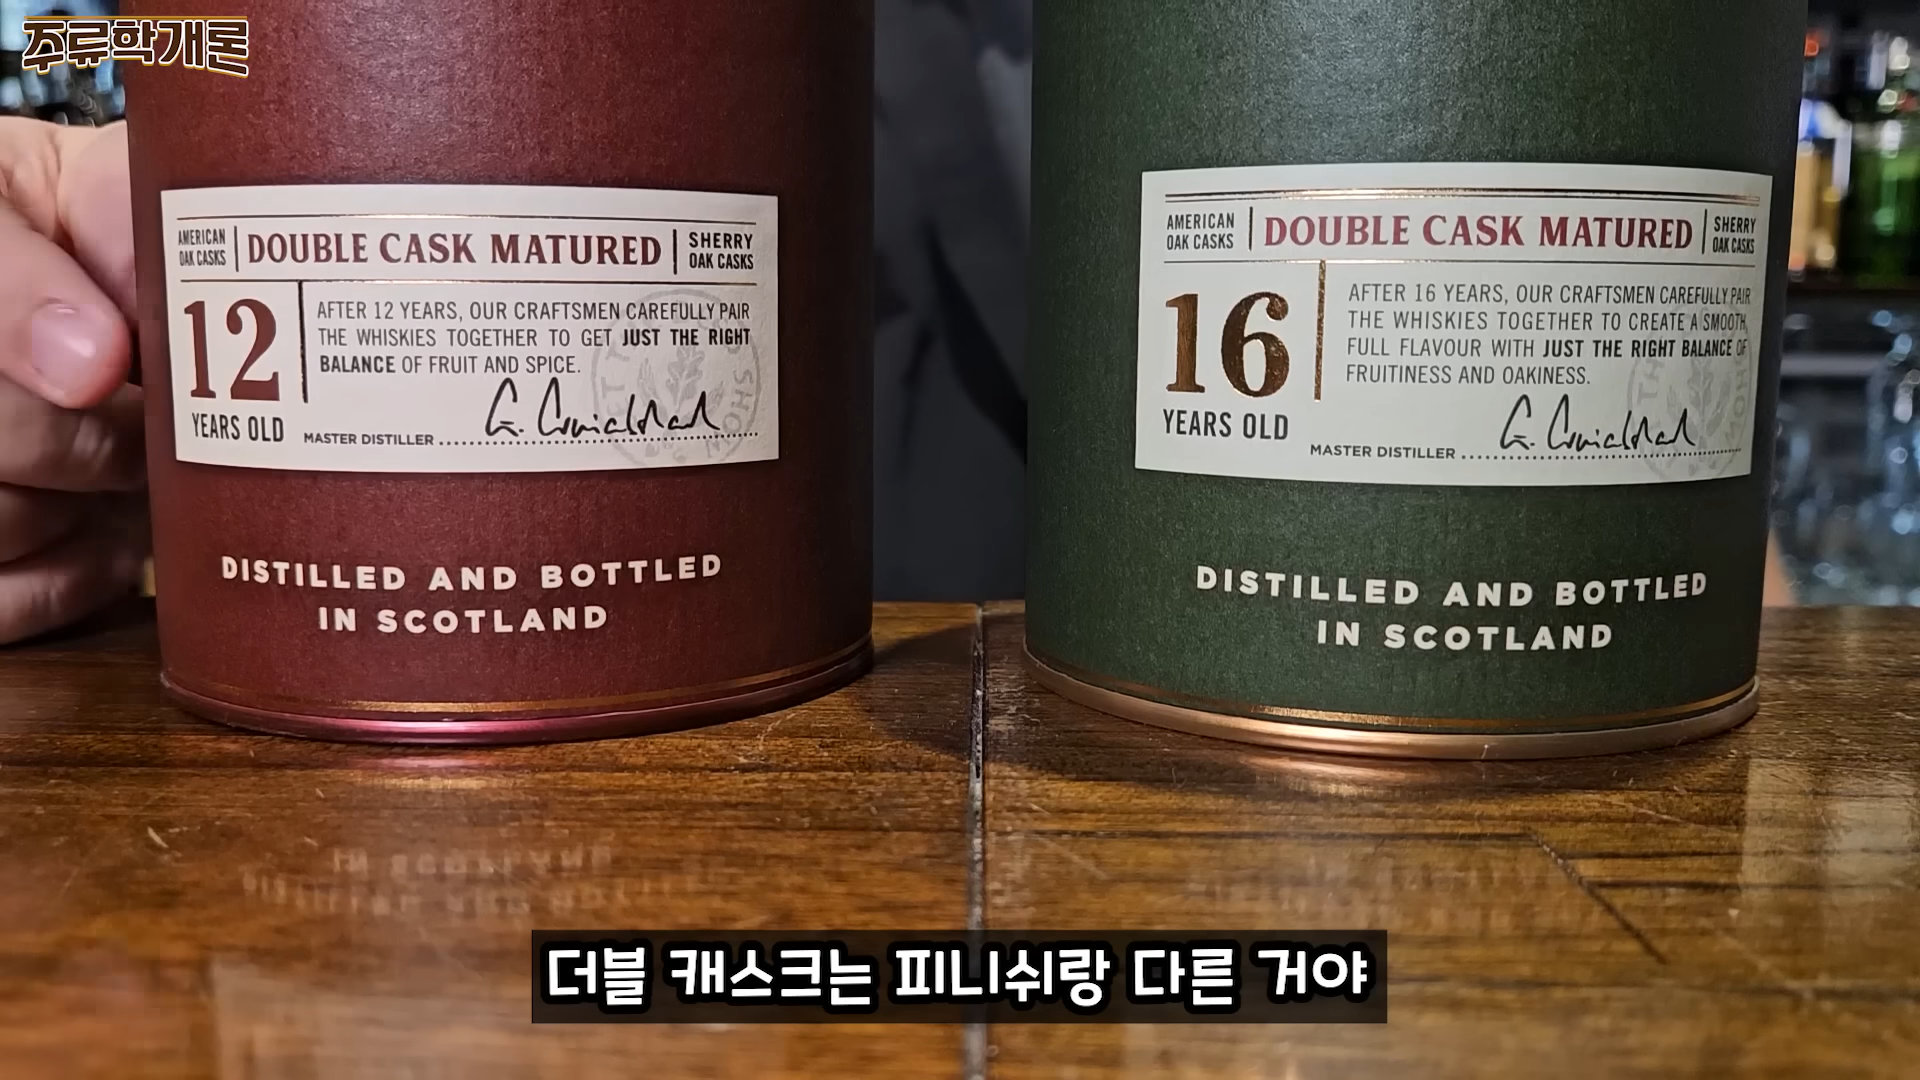 주류학개론
AMERICAN
OAK CASKS
DOUBLE CASK MATURED
SHERRY
OAK CASKS
12
YEARS OLD
AFTER 12 YEARS, OUR CRAFTSMEN CAREFULLY PAIR
THE WHISKIES TOGETHER TO GET JUST THE RIGHT
BALANCE OF FRUIT AND SPICE.
MASTER DISTILLER
DISTILLED AND BOTTLED
IN SCOTLAND
AMERICAN
OAK CASKS
DOUBLE CASK MATURED
SHERRY
OAK CASKS
16
YEARS OLD
AFTER 16 YEARS, OUR CRAFTSMEN CAREFULLY PAIR
THE WHISKIES TOGETHER TO CREATE A SMOOTH,
FULL FLAVOUR WITH JUST THE RIGHT BALANCE OF
FRUITINESS AND OAKINESS.
MASTER DISTILLER
DISTILLED AND BOTTLED
IN SCOTLAND
더블 캐스크는 피니쉬랑 다른 거야